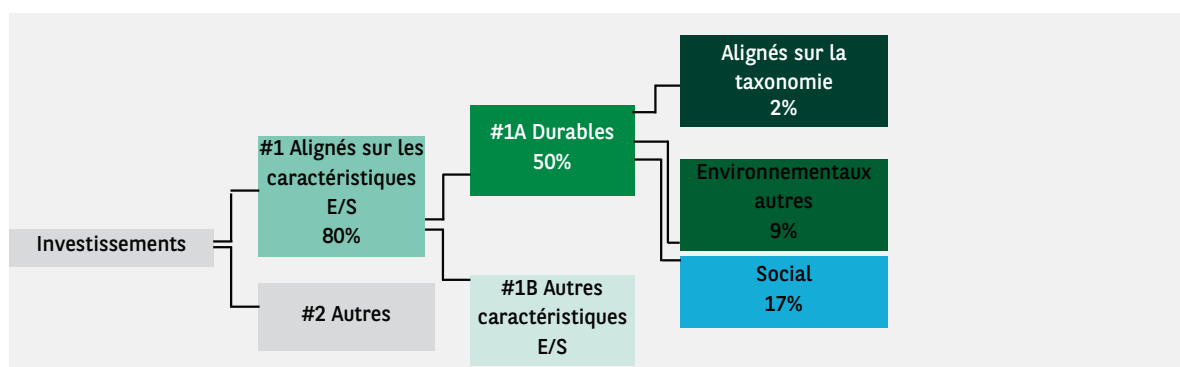 Investissements
#1 Alignés sur les
caractéristiques
E/S
80%
#2 Autres
#1A Durables
50%
#1B Autres
caractéristiques
E/S
Alignés sur la
taxonomie
2%
Environnementaux
autres
9%
Social
17%